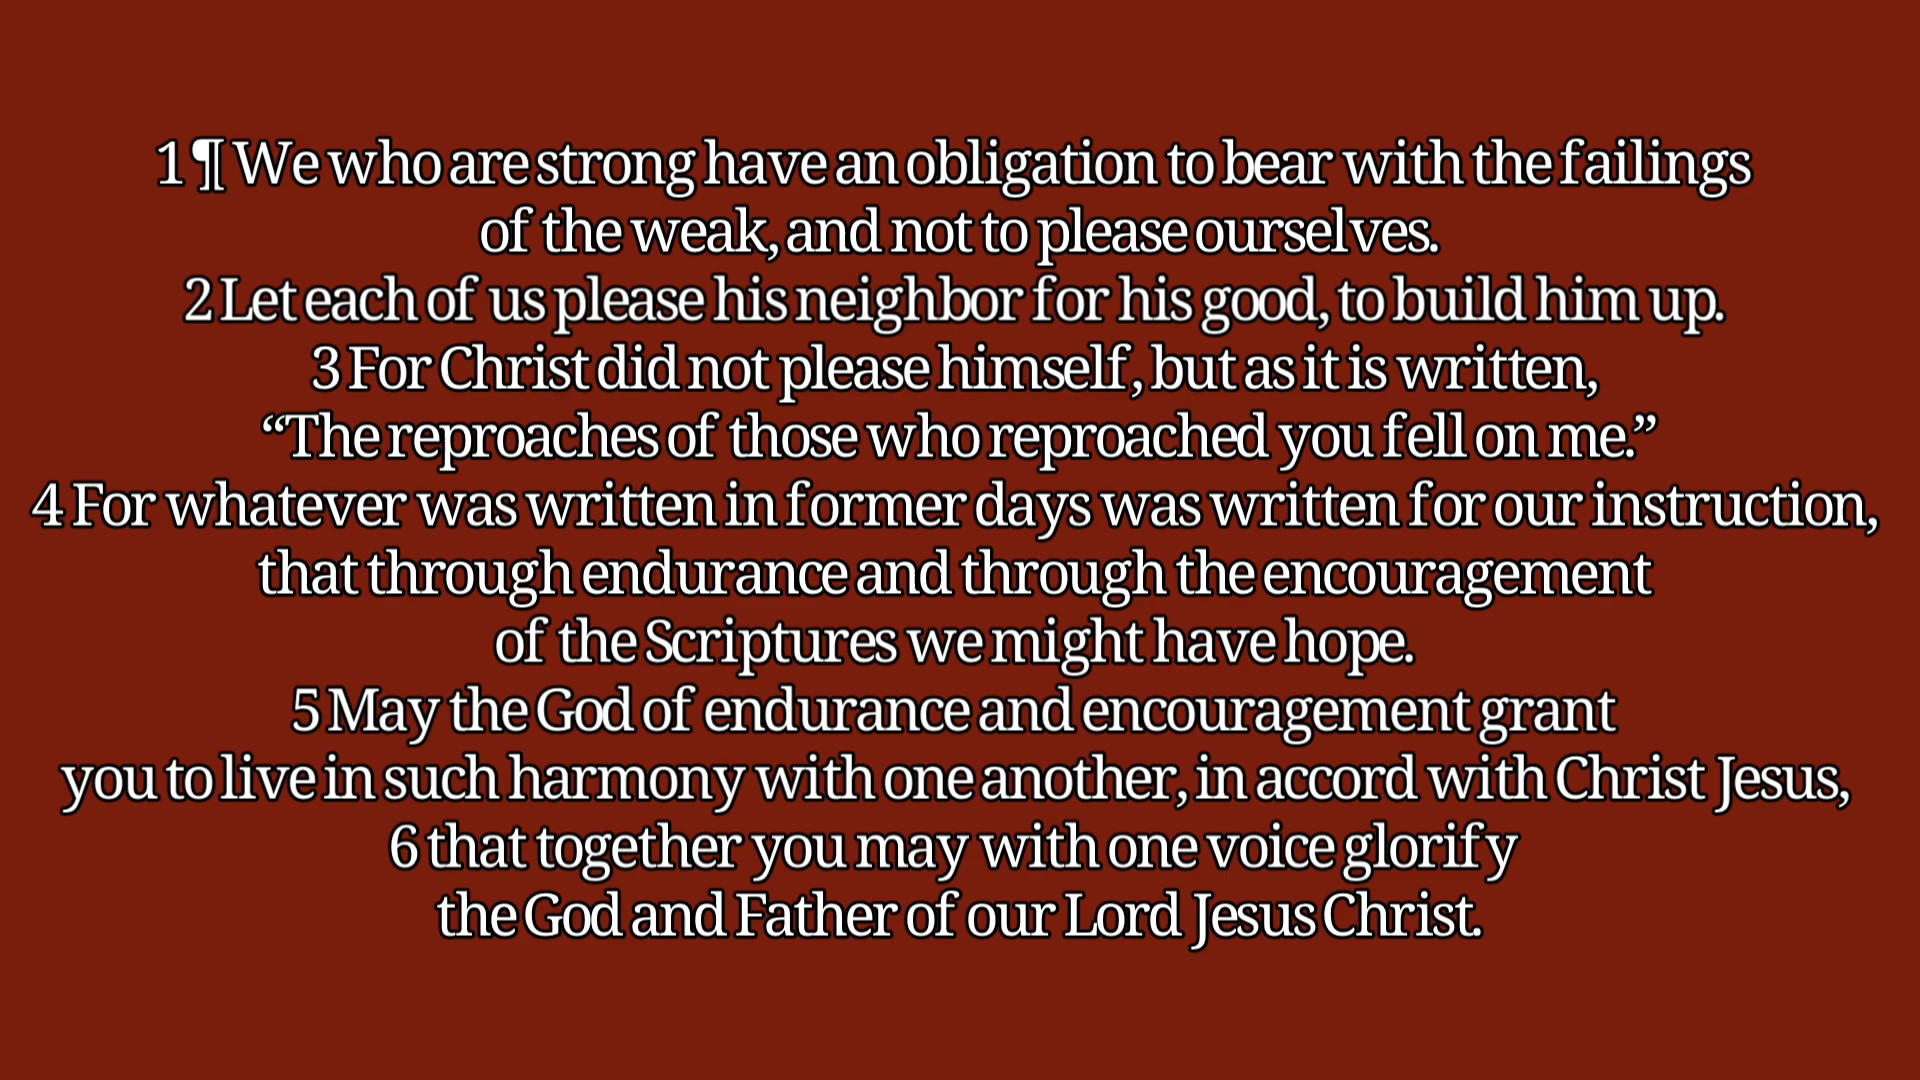 1 ¶ We who are strong have an obligation to bear with the failings
of the weak, and not to please ourselves.
2 Let each of us please his neighbor for his good, to build him up.
3 For Christ did not please himself, but as it is written,
“The reproaches of those who reproached you fell on me.”
4 For whatever was written in former days was written for our instruction,
that through endurance and through the encouragement
of the Scriptures we might have hope.
5 May the God of endurance and encouragement grant
you to live in such harmony with one another, in accord with Christ Jesus,
6 that together you may with one voice glorify
the God and Father of our Lord Jesus Christ.